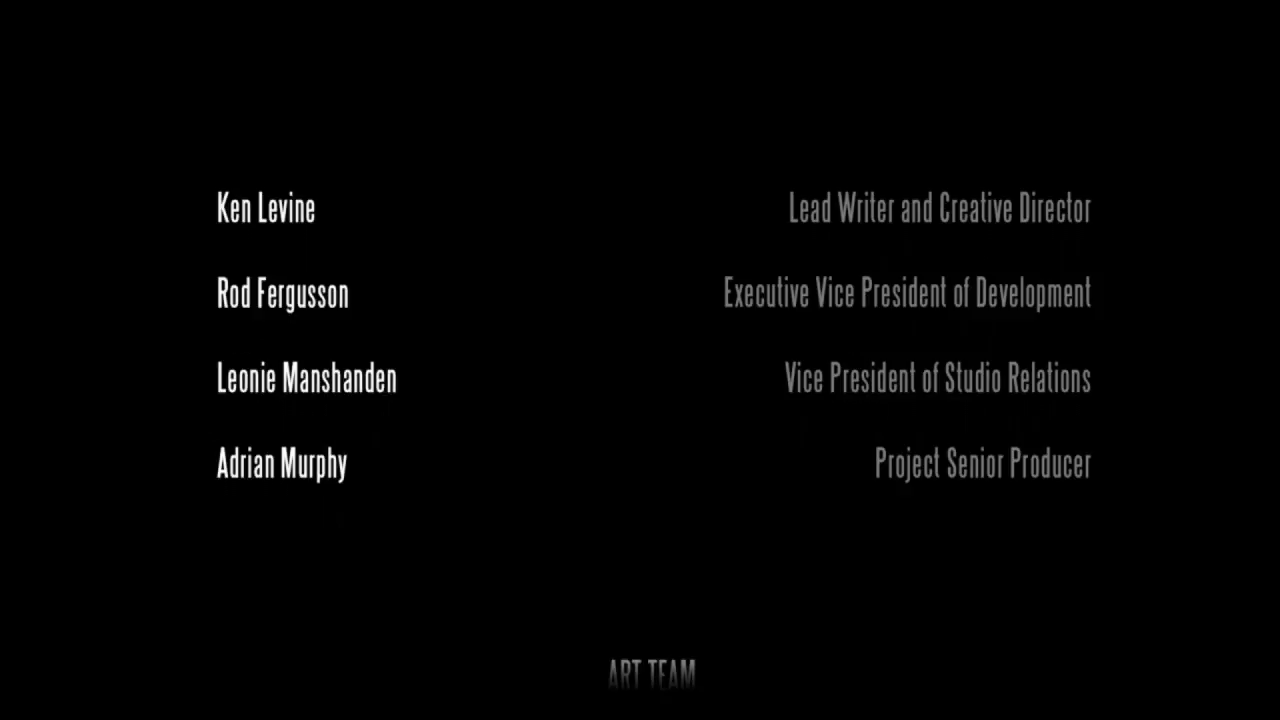 Ken Levine Lead Writer and Creative Director
Rod Fergusson Executive Vice President of Development
Leonie Manshanden Vice President of Studio Relations
Adrian Murphy Project Senior Producer
ART TEAM